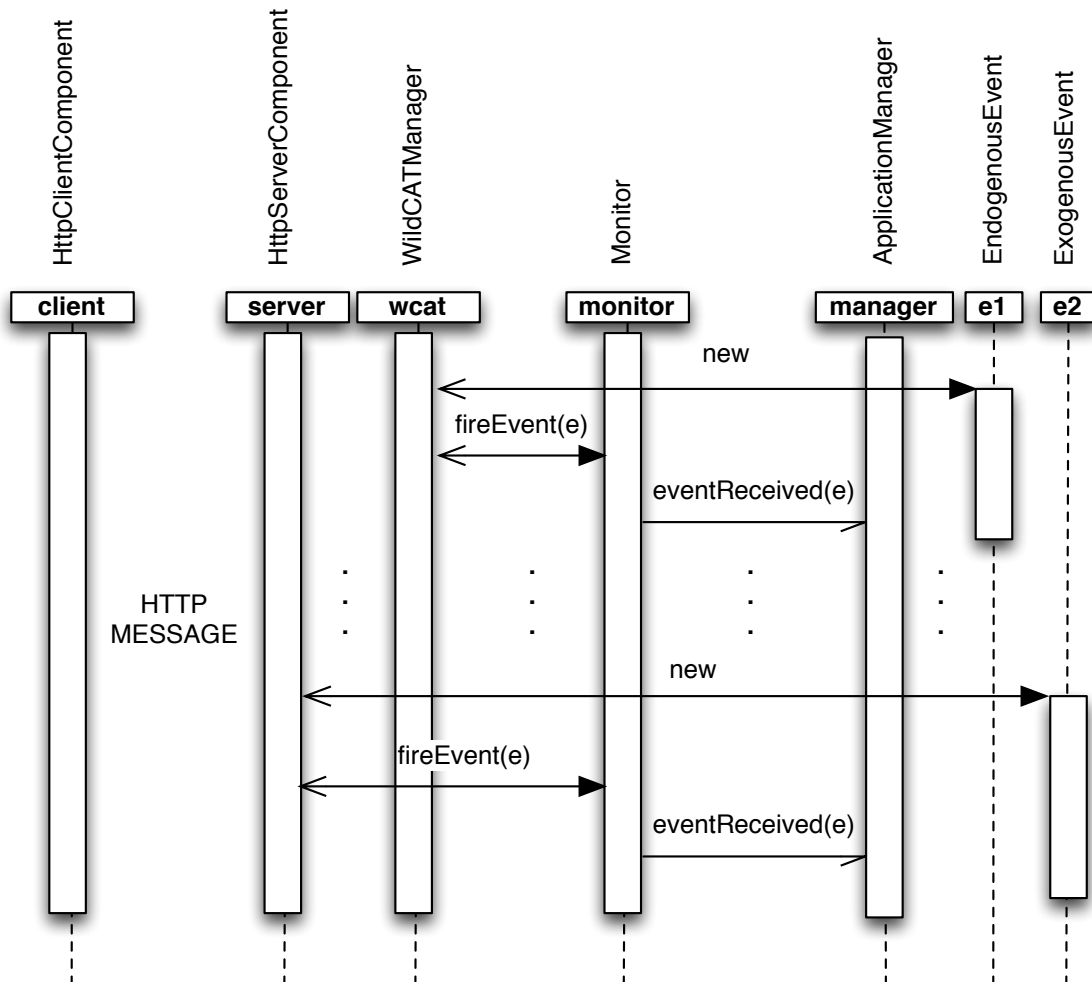 HttpClientComponent
HttpServerComponent
WildCATManager
Monitor
ApplicationManager
EndogenousEvent
ExogenousEvent
client
server
wcat
monitor
manager
e1
e2
new
fireEvent(e)
eventReceived(e)
HTTP
MESSAGE
new
fireEvent(e)
eventReceived(e)